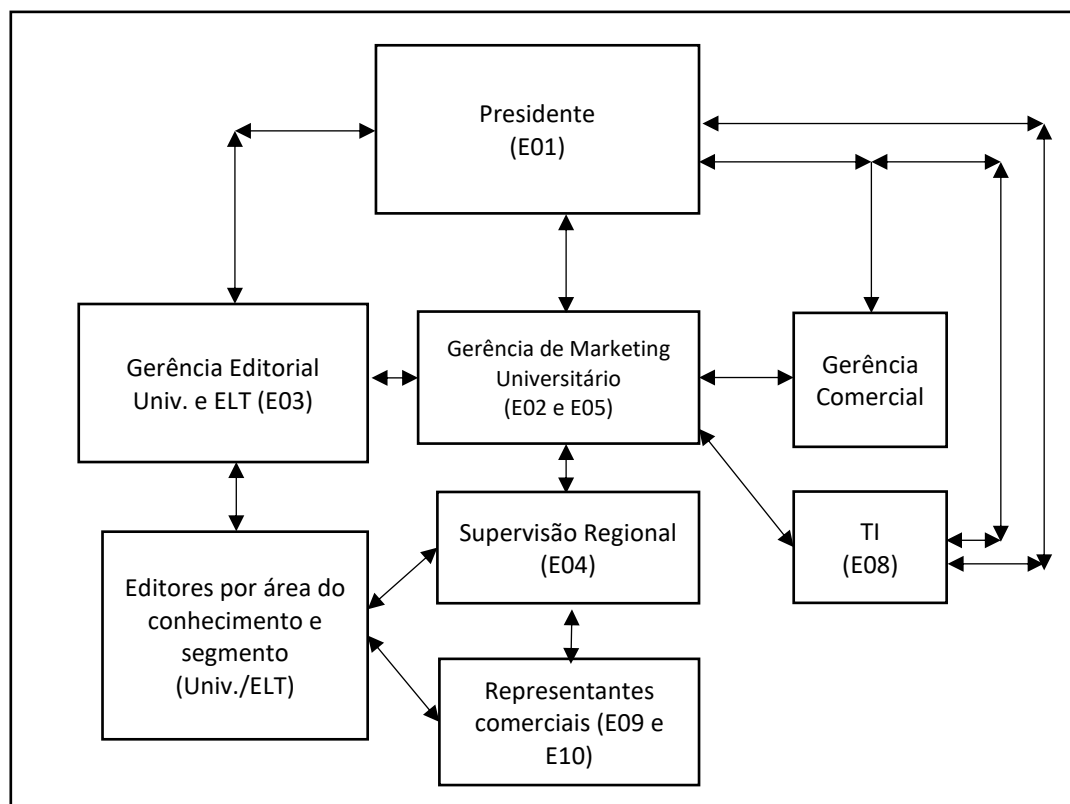 Presidente
(E01)
Gerência Editorial
Univ. e ELT (E03)
Gerência de Marketing
Universitário
(E02 e E05)
Gerência
Comercial
Editores por área do
conhecimento e
segmento
(Univ./ELT)
Supervisão Regional
(E04)
TI
(E08)
Representantes
comerciais (E09 e
E10)